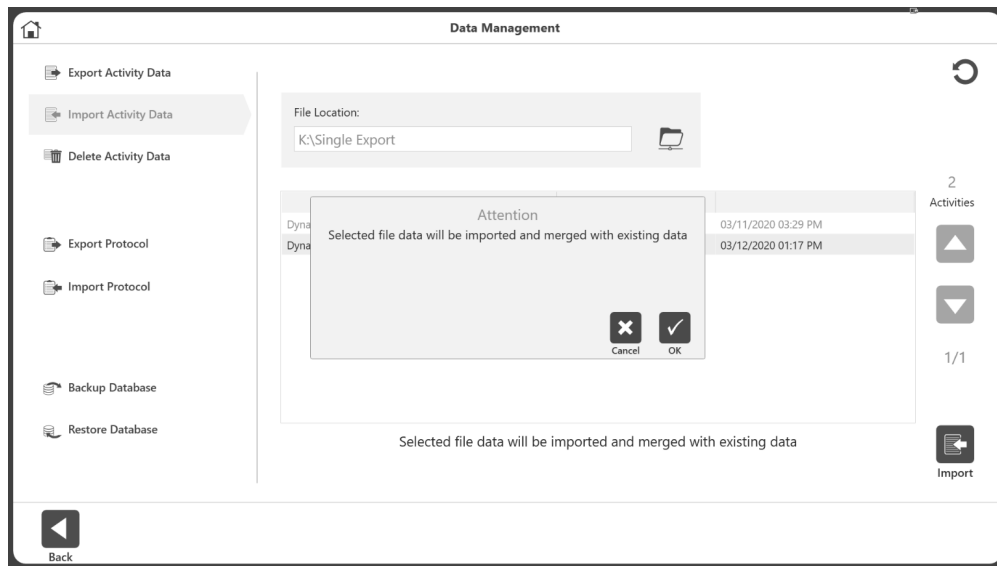 Data Management
Export Activity Data
Import Activity Data
Delete Activity Data
Export Protocol
Import Protocol
Backup Database
Restore Database
File Location:
K:\Single Export
2
Activities
Dyna
03/11/2020 03:29 PM
Dyna
03/12/2020 01:17 PM
Attention
Selected file data will be imported and merged with existing data
Cancel
OK
1/1
Selected file data will be imported and merged with existing data
Import
Back